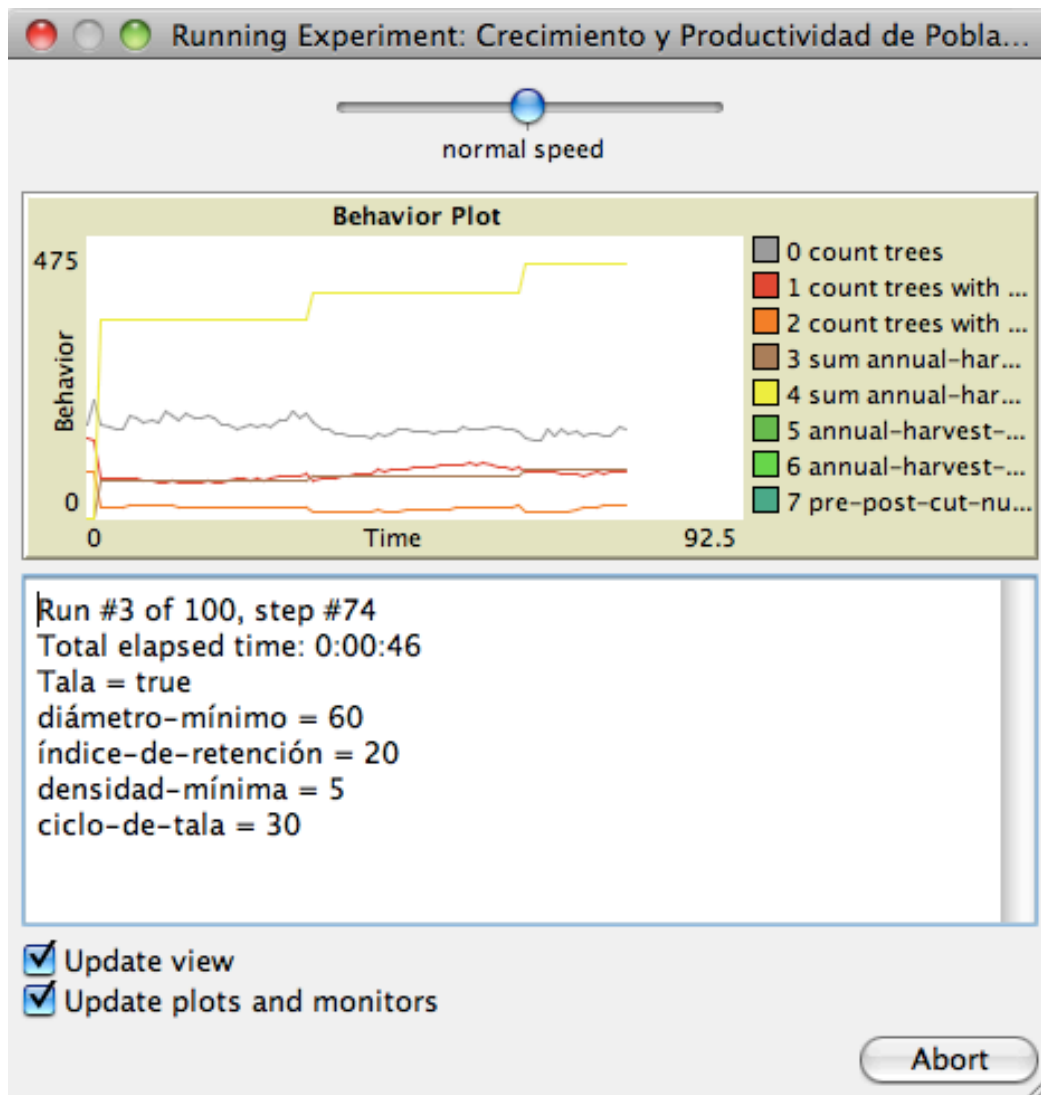 Running Experiment: Crecimiento y Productividad de Pobla...
normal speed
Behavior Plot
475
Behavior
0
0
Time
92.5
0 count trees
1 count trees with ...
2 count trees with ...
3 sum annual-har...
4 sum annual-har...
5 annual-harvest-...
6 annual-harvest-...
7 pre-post-cut-nu...
Run #3 of 100, step #74
Total elapsed time: 0:00:46
Tala = true
diámetro-mínimo = 60
índice-de-retención = 20
densidad-mínima = 5
ciclo-de-tala = 30
Update view
Update plots and monitors
Abort